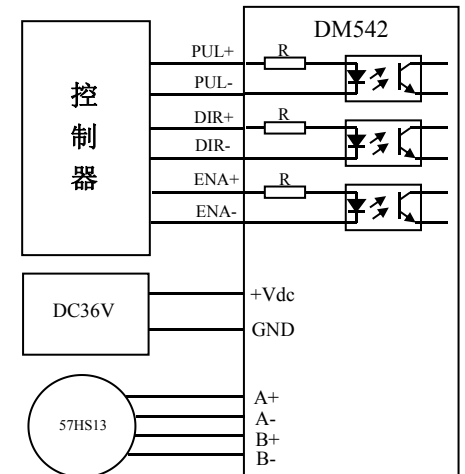 DM542
控
制
器
PUL+
R
PUL-
DIR+
R
DIR-
ENA+
R
ENA-
DC36V
+Vdc
GND
57HS13
A+
A-
B+
B-